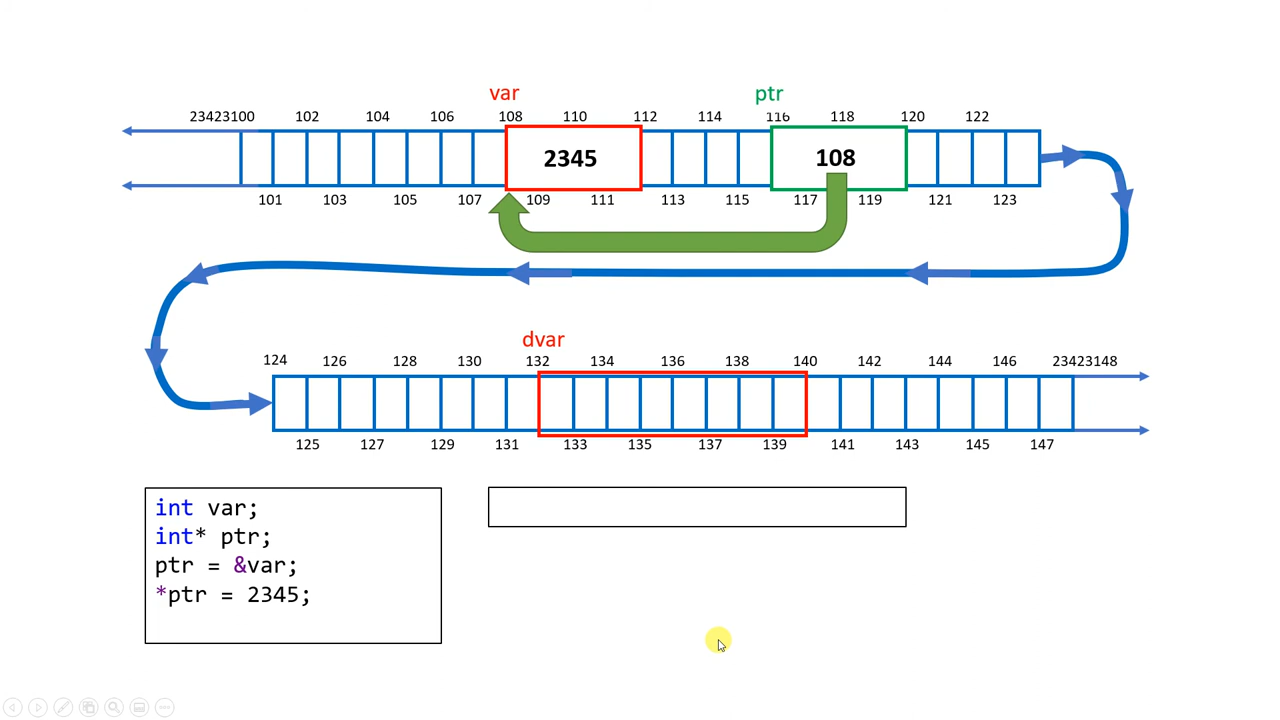 var ptr
23423100 102 104 106 108 110 112 114 116 118 120 122
2345 108
101 103 105 107 109 111 113 115 117 119 121 123
dvar
124 126 128 130 132 134 136 138 140 142 144 146 23423148
125 127 129 131 133 135 137 139 141 143 145 147
int var;
int* ptr;
ptr = &var;
*ptr = 2345;